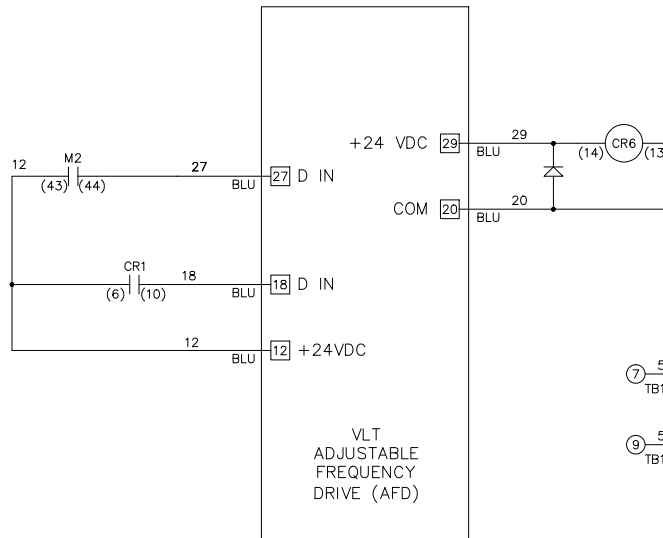 +24 VDC
29
29
BLU
CR6
(14)
(13
12
M2
(43)
(44)
27
BLU
27
D IN
COM
20
20
BLU
CR1
(6)
(10)
18
BLU
18
D IN
12
BLU
12
+24VDC
7
5
TB1
9
5
TB1
VLT
ADJUSTABLE
FREQUENCY
DRIVE (AFD)